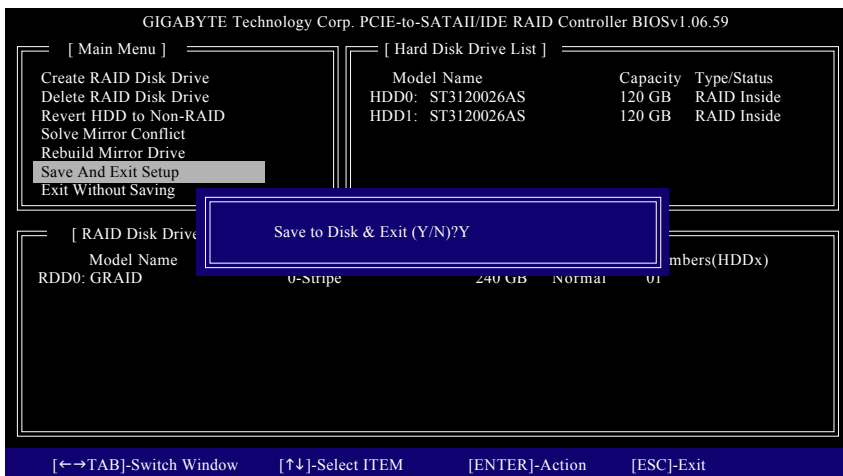 GIGABYTE Technology Corp. PCIE-to-SATAII/IDE RAID Controller BIOSv1.06.59
[ Main Menu ]
Create RAID Disk Drive
Delete RAID Disk Drive
Revert HDD to Non-RAID
Solve Mirror Conflict
Rebuild Mirror Drive
Save And Exit Setup
Exit Without Saving
[ Hard Disk Drive List ]
Model Name Capacity Type/Status
HDD0: ST3120026AS 120 GB RAID Inside
HDD1: ST3120026AS 120 GB RAID Inside
Save to Disk & Exit (Y/N)?Y
[ RAID Disk Drive
Model Name mbers(HDDx)
RDD0: GRAID 0-Stripe 240 GB Normal 01
[←→TAB]-Switch Window [↑↓]-Select ITEM [ENTER]-Action [ESC]-Exit